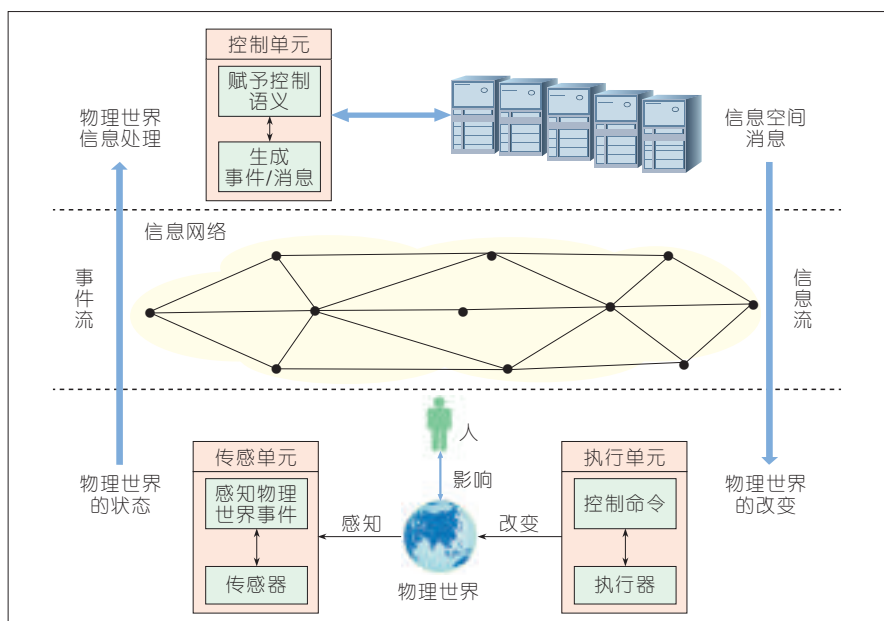 控制单元
赋予控制
语义
生成
事件/消息
物理世界
信息处理
信息空间
消息
信息网络
事
件
流
信
息
流
人
影响
传感单元
感知物理
世界事件
传感器
感知
改变
物理世界
执行单元
控制命令
执行器
物理世界
的状态
物理世界
的改变